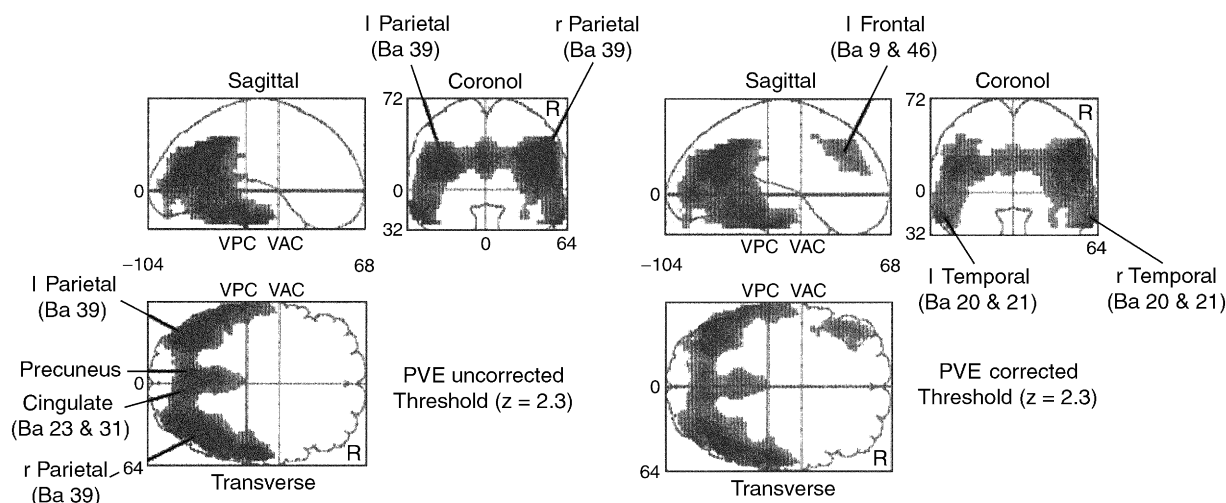 l Parietal
(Ba 39)
r Parietal
(Ba 39)
Sagittal
Coronol
72
R
0
0
32
VPC VAC
0
64
−104
68
l Parietal
(Ba 39)
VPC VAC
Precuneus
0
Cingulate
(Ba 23 & 31)
r Parietal
(Ba 39)
64
R
Transverse
PVE uncorrected
Threshold (z = 2.3)
l Frontal
(Ba 9 & 46)
Sagittal
Coronol
72
R
0
0
32
VPC VAC
64
−104
68
l Temporal
(Ba 20 & 21)
r Temporal
(Ba 20 & 21)
VPC VAC
0
64
R
Transverse
PVE corrected
Threshold (z = 2.3)